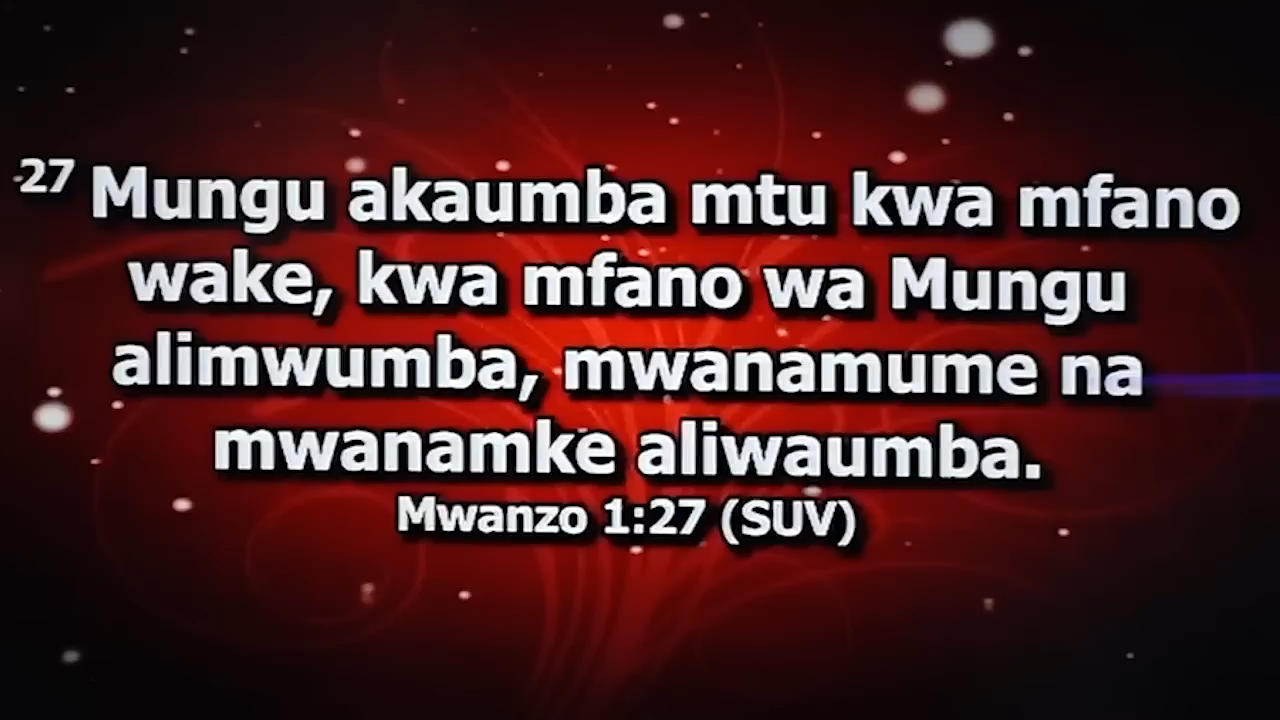 27 Mungu akaumba mtu kwa mfano
wake, kwa mfano wa Mungu
alimwumba, mwanamume na
mwanamke aliwaumba.
Mwanzo 1:27 (SUV)